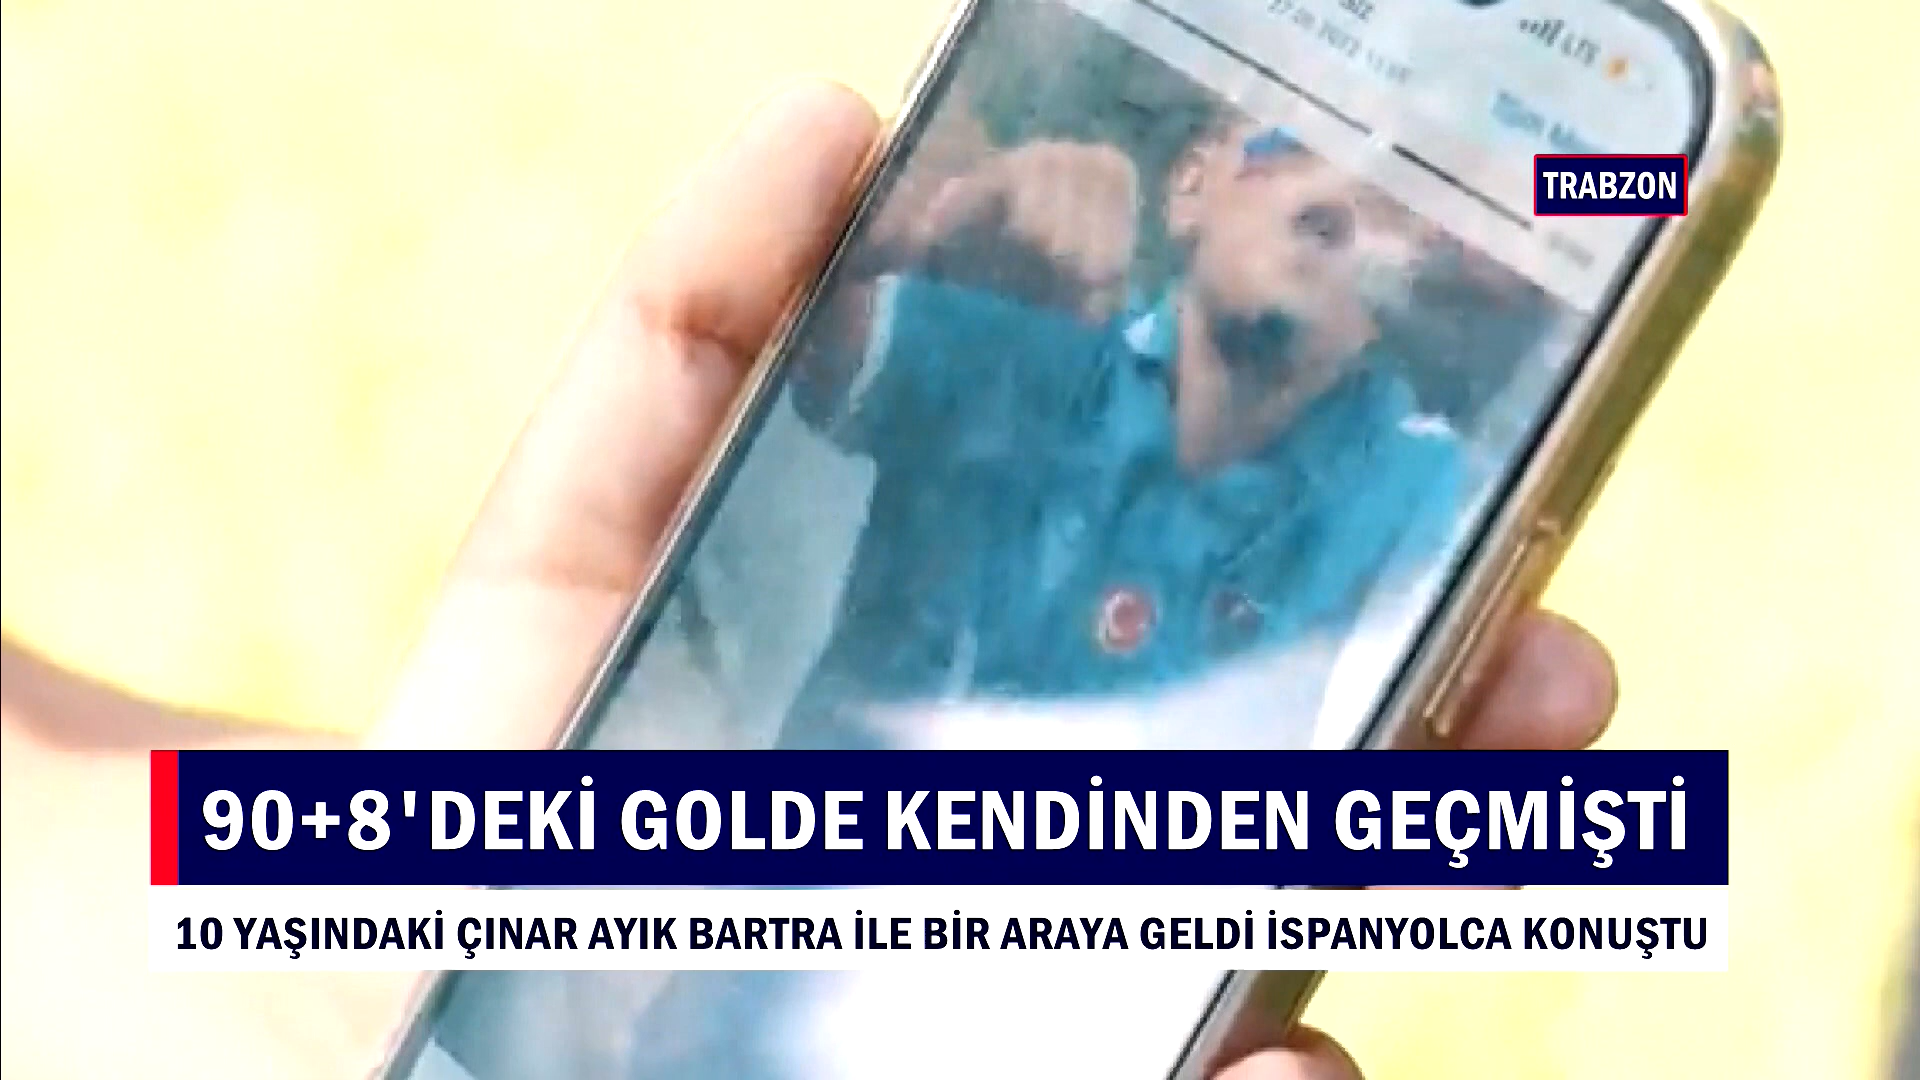 LTE
TRABZON
90+8'DEKİ GOLDE KENDİNDEN GEÇMİŞTİ
10 YAŞINDAKİ ÇINAR AYIK BARTRA İLE BİR ARAYA GELDİ İSPANYOLCA KONUŞTU